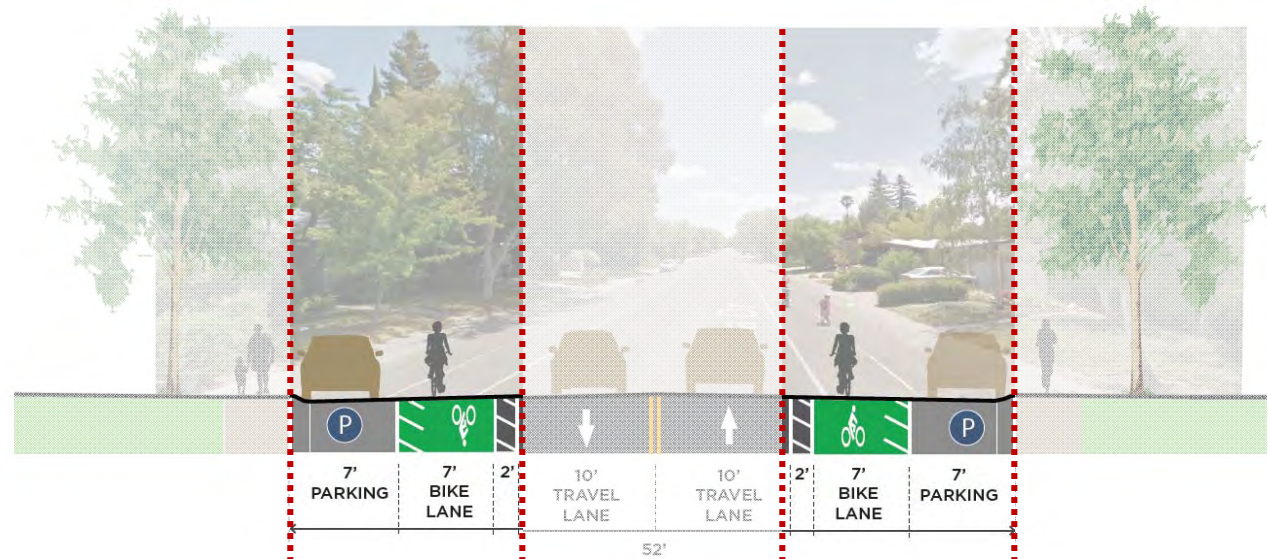 P
P
7'
PARKING
7'
BIKE
LANE
2'
10'
TRAVEL
LANE
10'
TRAVEL
LANE
2'
7'
BIKE
LANE
7'
PARKING
52'